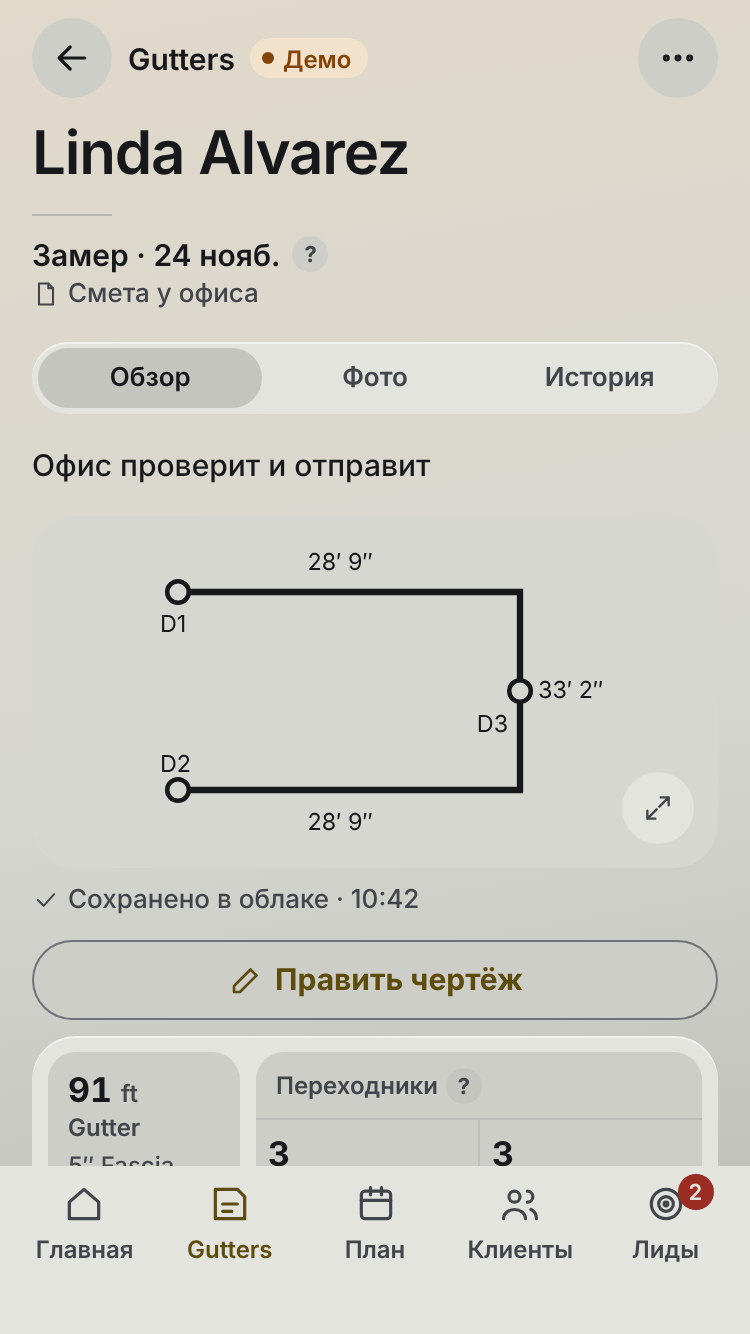 Gutters
Демо
Linda Alvarez
Замер · 24 нояб. ?
Смета у офиса
Обзор
Фото
История
Офис проверит и отправит
28′ 9″
D1
33′ 2″
D3
D2
28′ 9″
Сохранено в облаке · 10:42
Править чертёж
91 ft
Gutter
5″ Fascia
Переходники ?
3
3
2
Главная
Gutters
План
Клиенты
Лиды